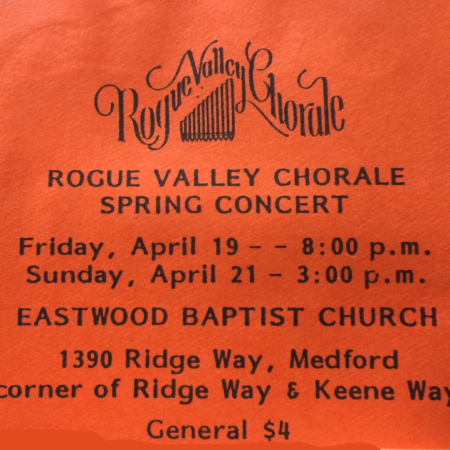 Rogue Valley Chorale
ROGUE VALLEY CHORALE
SPRING CONCERT
Friday, April 19 - - 8:00 p.m.
Sunday, April 21 - 3:00 p.m.
EASTWOOD BAPTIST CHURCH
1390 Ridge Way, Medford
corner of Ridge Way & Keene Way
General $4